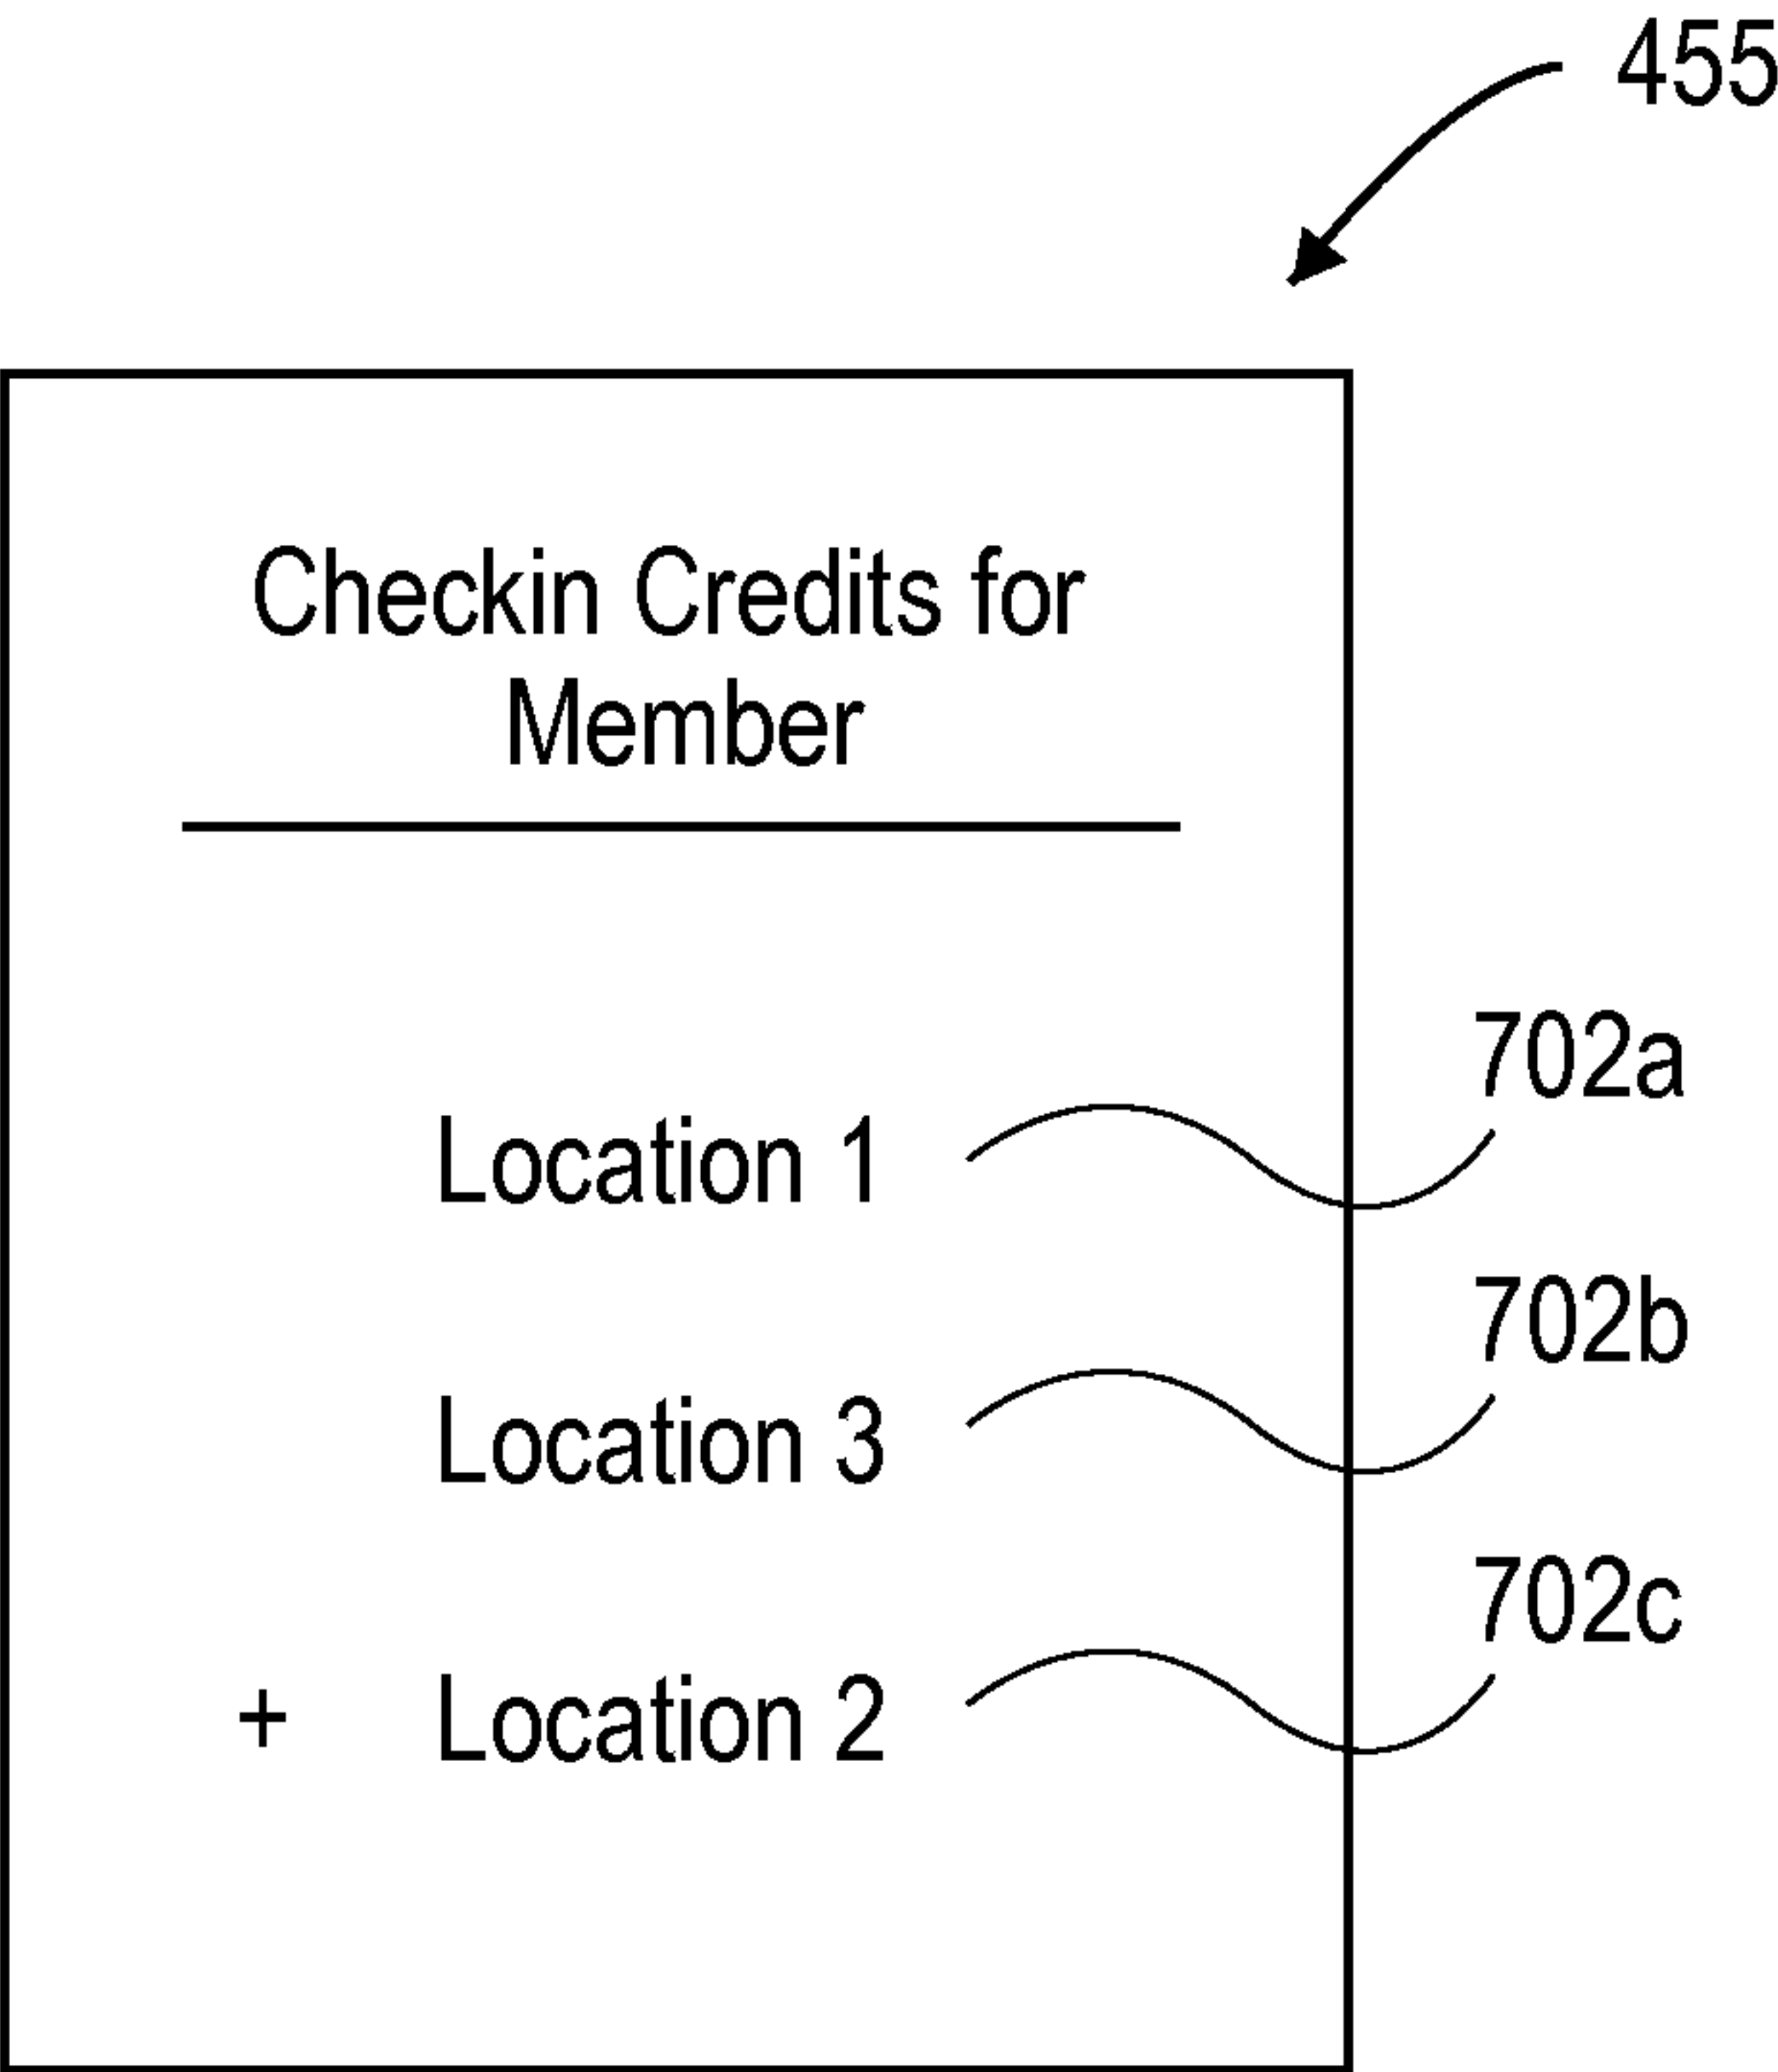 455
Checkin Credits for
Member
702a
Location 1
702b
Location 3
702c
+ Location 2